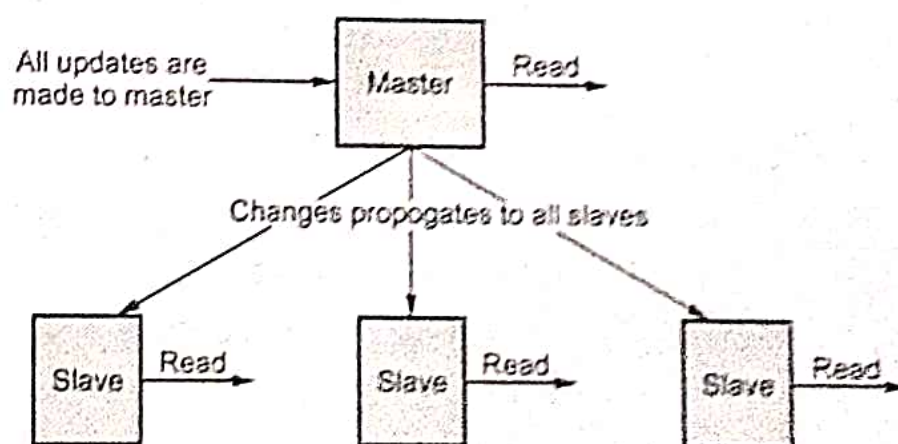 All updates are
made to master
Master
Read
Changes propogates to all slaves
Slave
Read
Slave
Read
Slave
Read